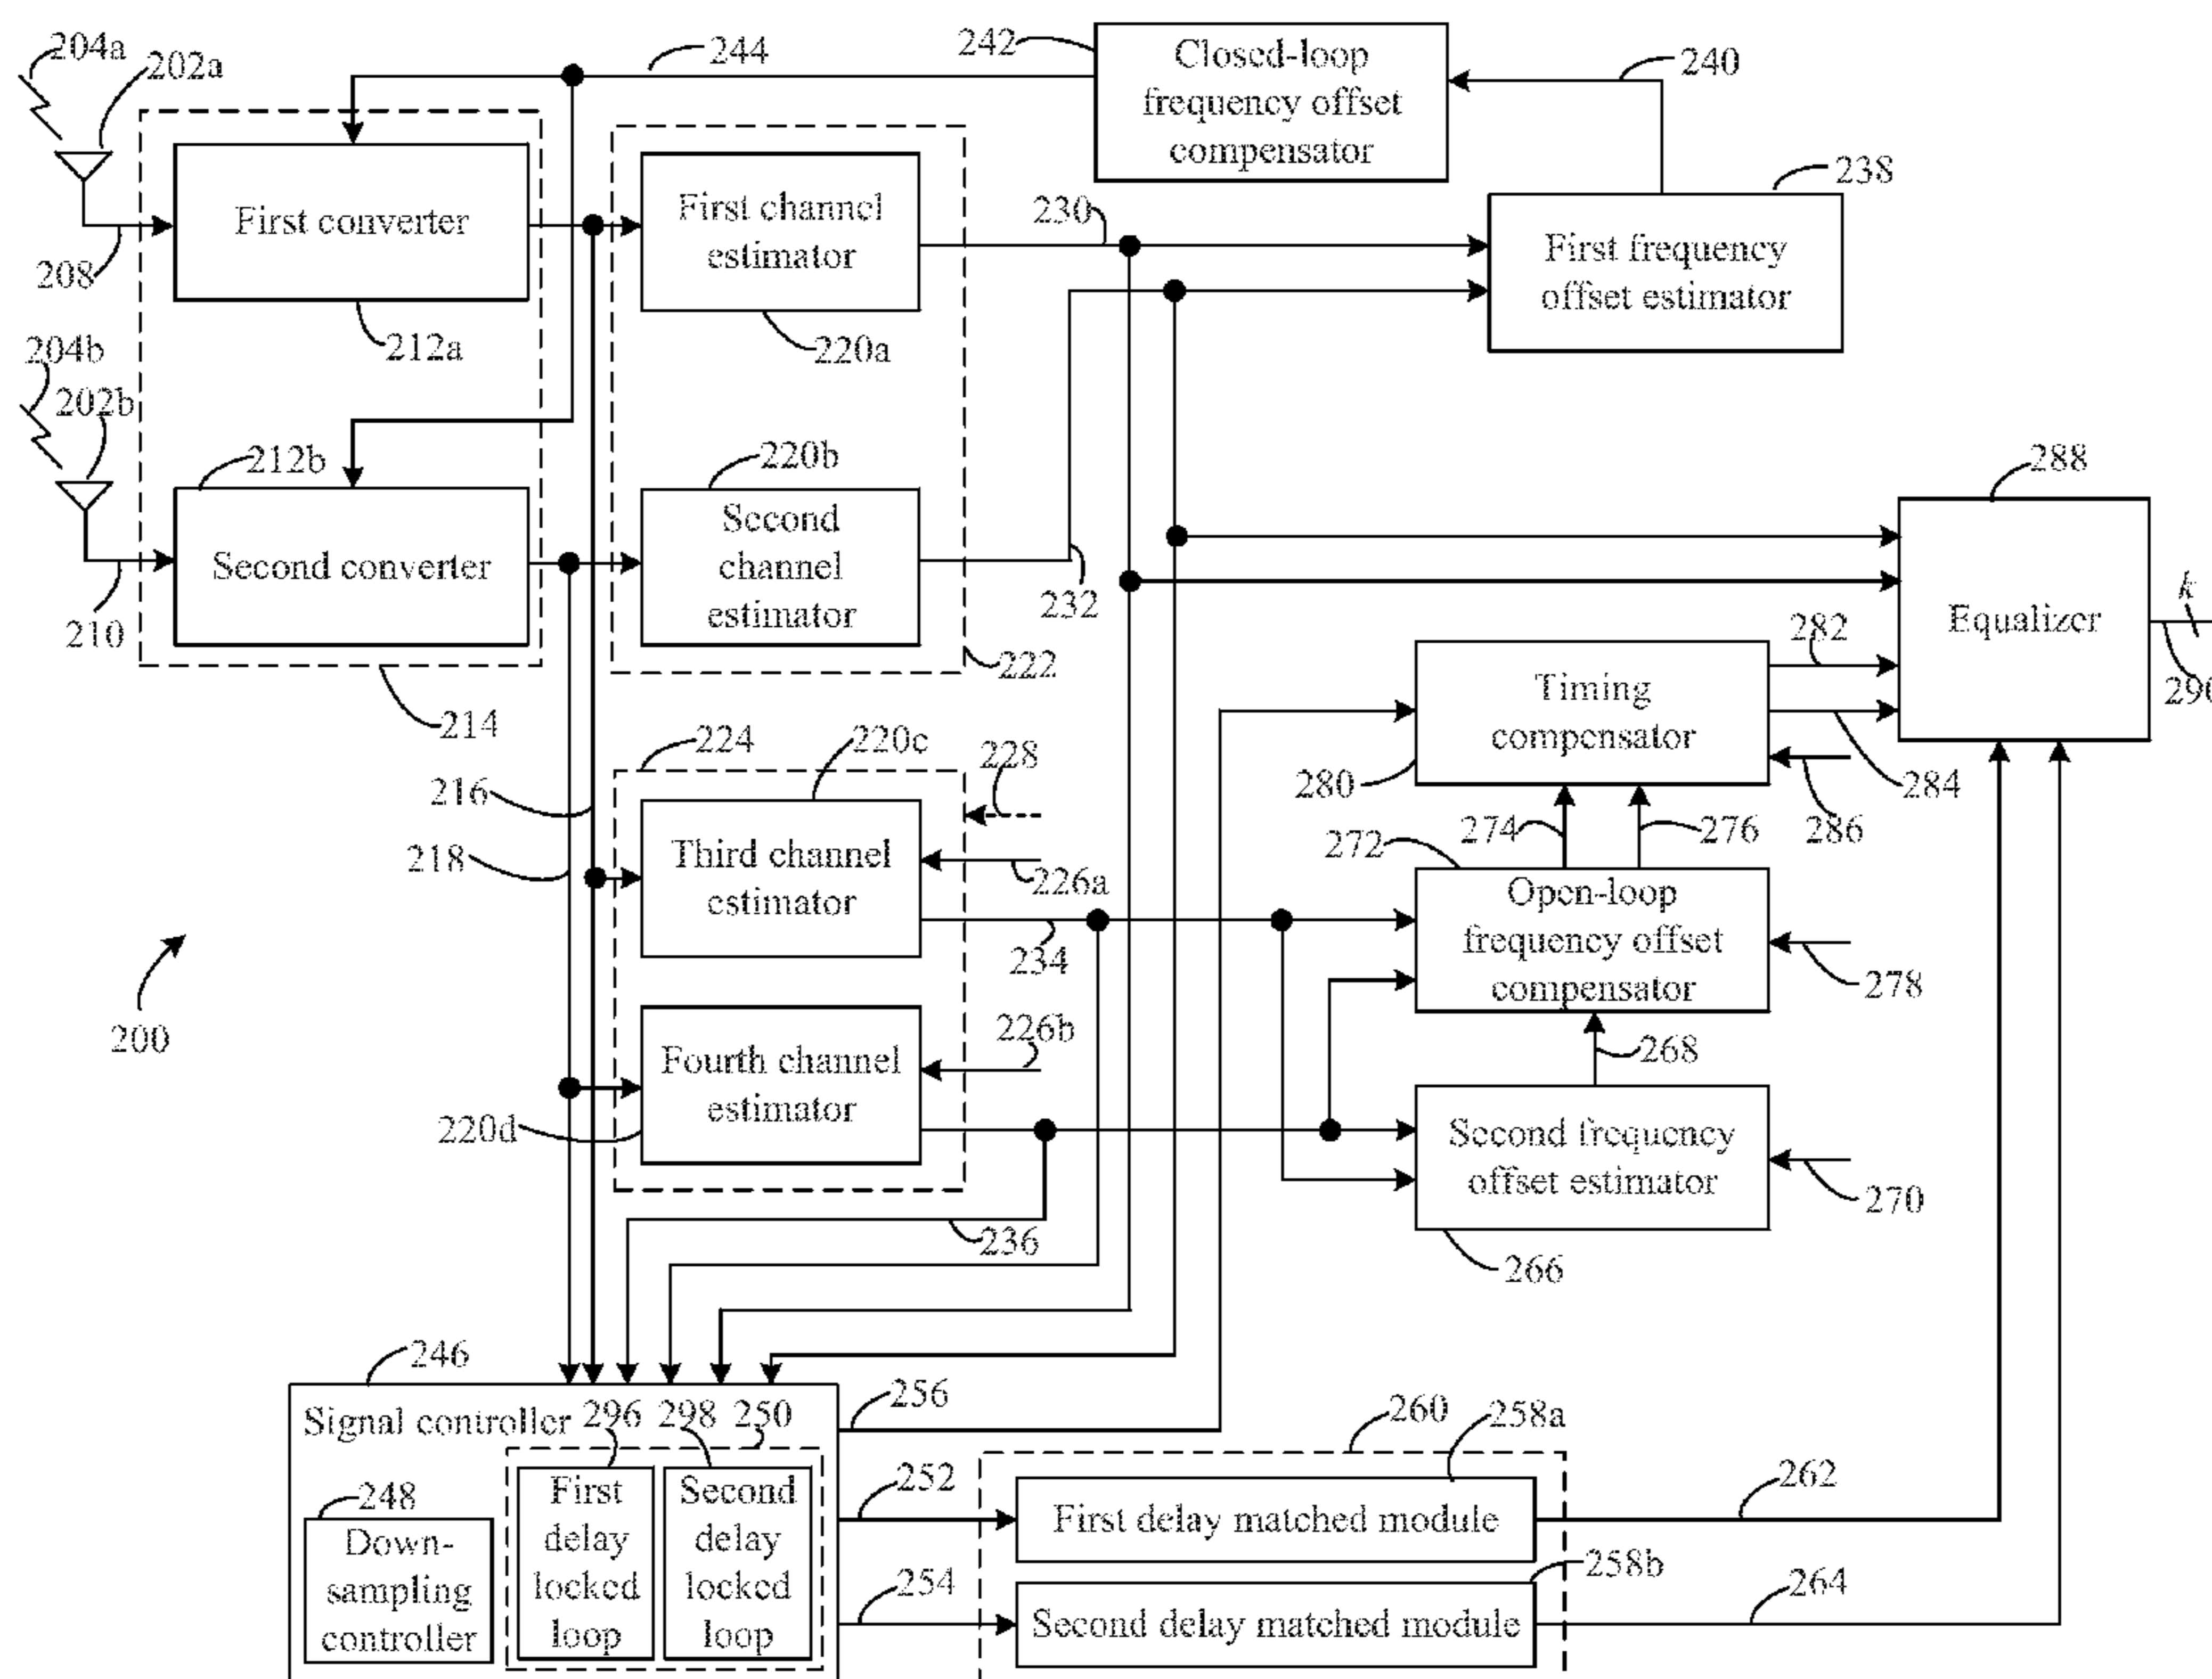 204a
202a
244
242
Closed-loop
frequency offset
compensator
240
238
First converter
First channel
estimator
230
First frequency
offset estimator
208
212a
220a
204b
202b
212b
220b
288
Second converter
Second
channel
estimator
232
210
222
282
Equalizer
k
214
Timing
compensator
224
220c
228
280
284
286
216
218
Third channel
estimator
226a
234
274
276
272
Open-loop
frequency offset
compensator
278
200
226b
268
Fourth channel
estimator
220d
Second frequency
offset estimator
270
236
266
246
Signal controller
296
298
250
256
260
258a
248
Down-
sampling
controller
First
delay
locked
loop
Second
delay
locked
loop
252
First delay matched module
262
258b
254
Second delay matched module
264